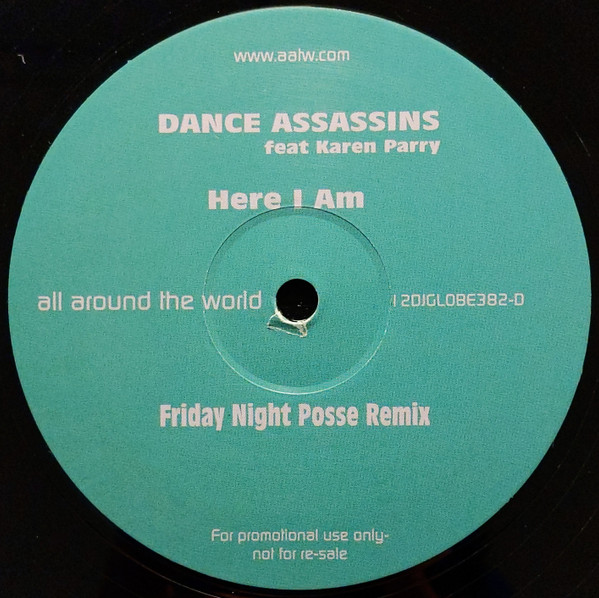 www.aatw.com
DANCE ASSASSINS
feat Karen Parry
Here I Am
all around the world
12DJGLOBE382-D
Friday Night Posse Remix
For promotional use only-
not for re-sale